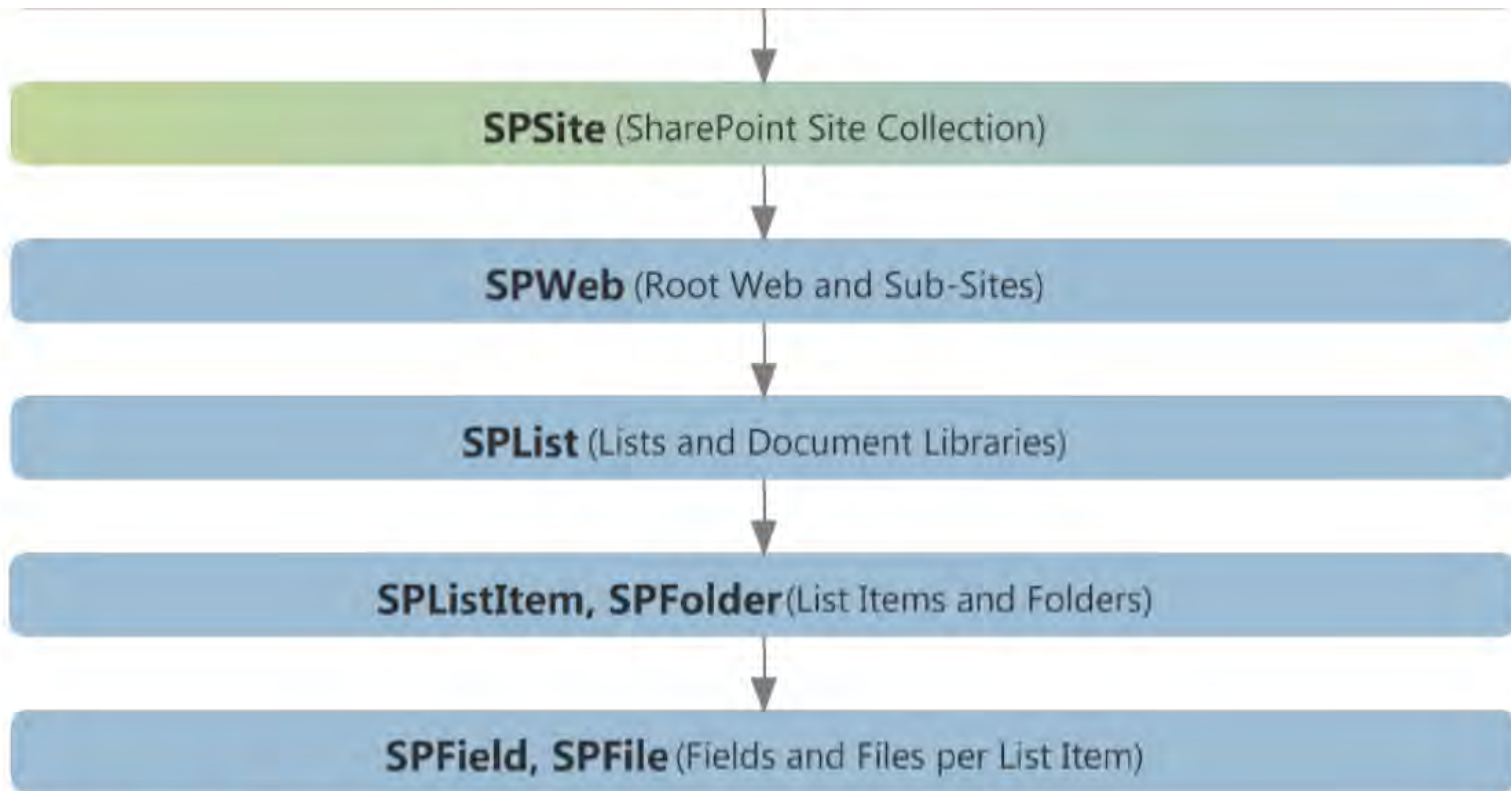 SPSite (SharePoint Site Collection)
SPWeb (Root Web and Sub-Sites)
SPList (Lists and Document Libraries)
SPListItem, SPFolder(List Items and Folders)
SPField, SPFile (Fields and Files per List Item)